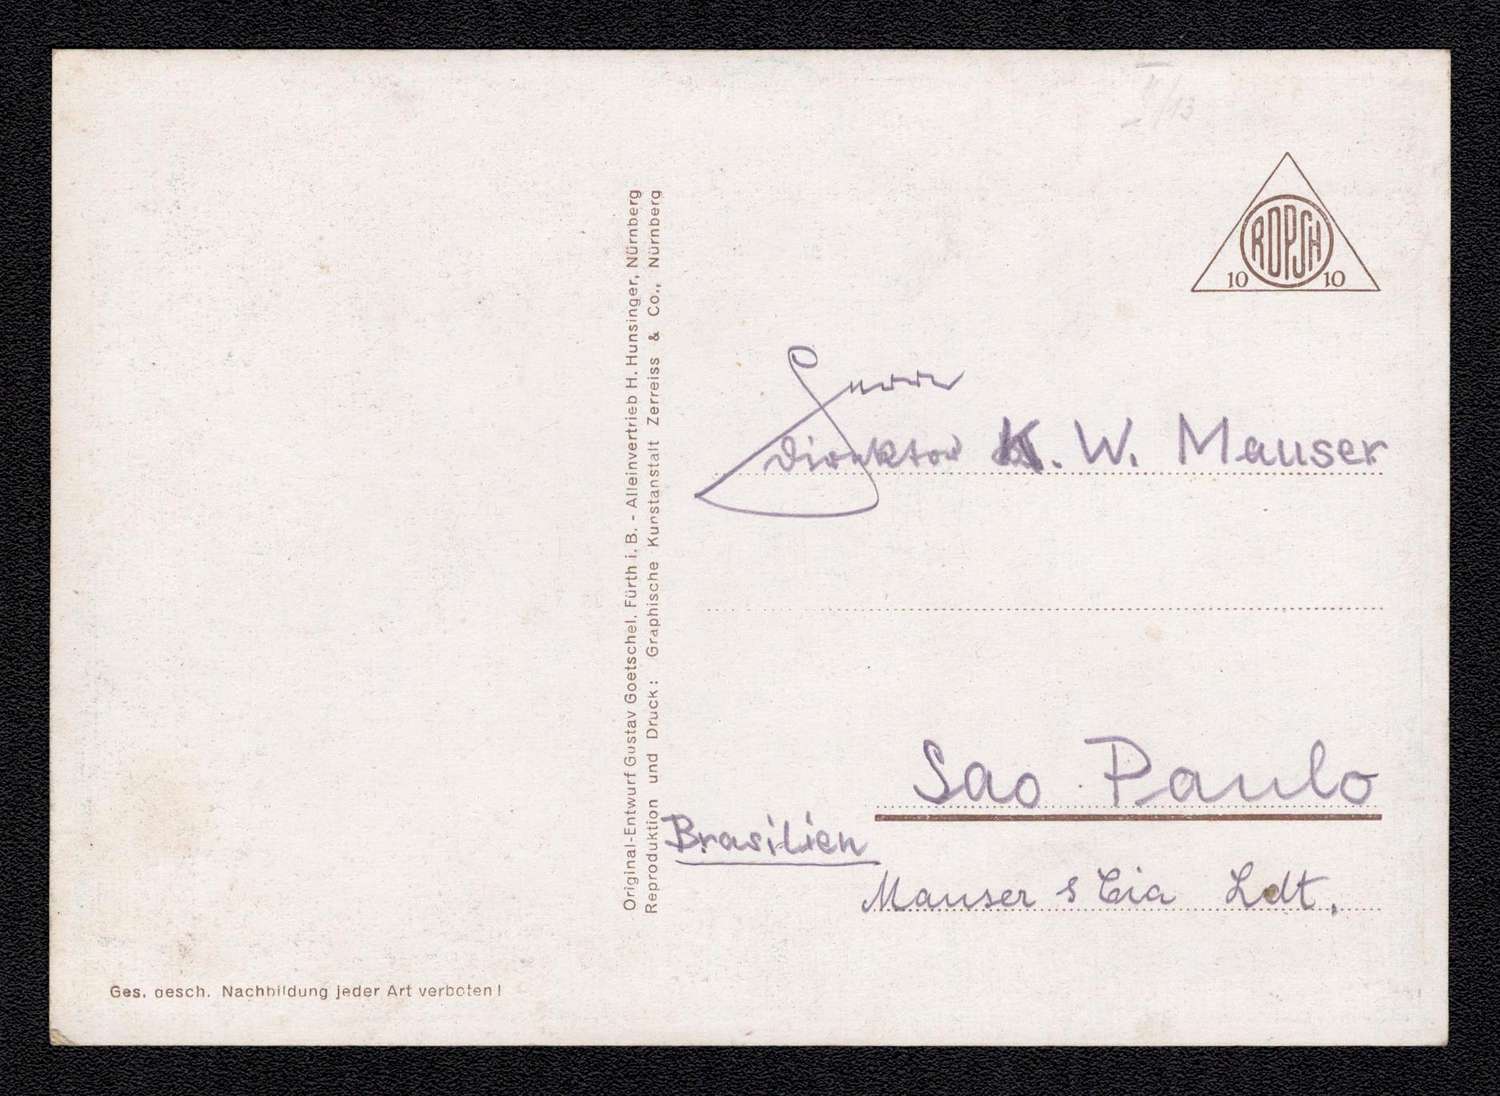 Original-Entwurf Gustav Goetschel, Fürth i. B. - Alleinvertrieb H. Hunsinger, Nürnberg
Reproduktion und Druck: Graphische Kunstanstalt Zerreiss & Co., Nürnberg
ROPSH
10 10
Herrn
Direktor K. W. Mauser
Sao Paulo
Brasilien
Mauser & Cia Ldt.
Ges. gesch. Nachbildung jeder Art verboten!